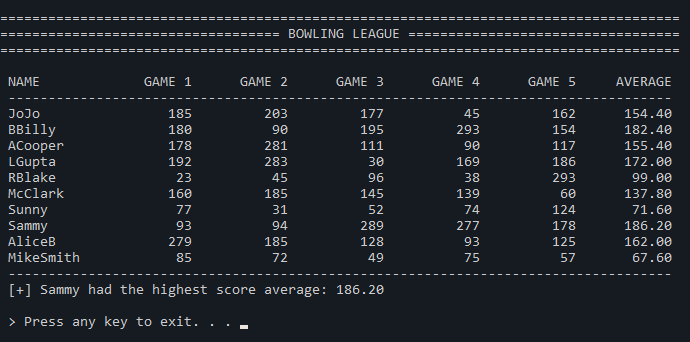 =====================================================================================
=================================== BOWLING LEAGUE ==================================
=====================================================================================
NAME             GAME 1      GAME 2      GAME 3      GAME 4      GAME 5     AVERAGE
-----------------------------------------------------------------------------------
JoJo                185         203         177          45         162      154.40
BBilly              180          90         195         293         154      182.40
ACooper             178         281         111          90         117      155.40
LGupta              192         283          30         169         186      172.00
RBlake               23          45          96          38         293       99.00
McClark             160         185         145         139          60      137.80
Sunny                77          31          52          74         124       71.60
Sammy                93          94         289         277         178      186.20
AliceB              279         185         128          93         125      162.00
MikeSmith            85          72          49          75          57       67.60
-----------------------------------------------------------------------------------
[+] Sammy had the highest score average: 186.20
> Press any key to exit. . .